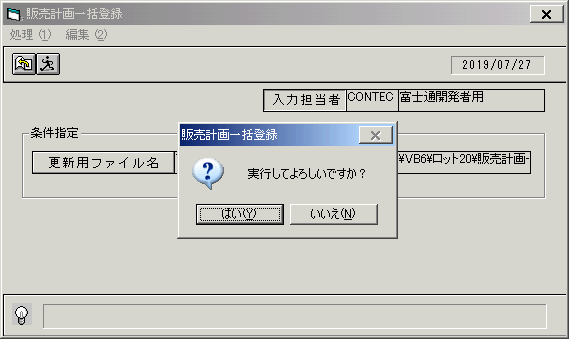 販売計画一括登録
処理 (1) 編集 (2)
2019/07/27
入力担当者 CONTEC 富士通開発者用
条件指定
更新用ファイル名 ¥VB6¥ロット20¥販売計画一
販売計画一括登録
実行してよろしいですか?
はい(Y) いいえ(N)